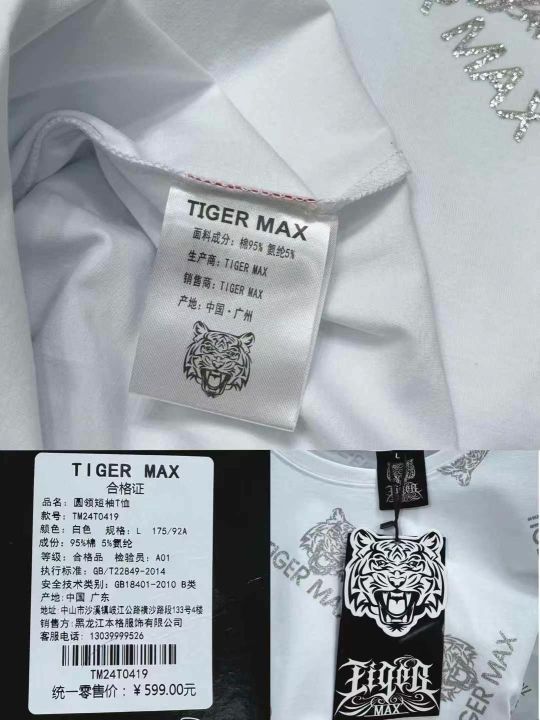 MAX
TIGER MAX
面料成分：棉95% 氨纶5%
生产商：TIGER MAX
销售商：TIGER MAX
产地：中国·广州
TIGER MAX
合格证
品名：圆领短袖T恤
款号：TM24T0419
颜色：白色 规格：L 175/92A
成份：95%棉 5%氨纶
等级：合格品 检验员：A01
执行标准：GB/T22849-2014
安全技术类别：GB18401-2010 B类
产地：中国 广东
地址：中山市沙溪镇岐江公路横沙路段133号4楼
销售方：黑龙江本格服饰有限公司
客服电话：13039999526
TM24T0419
统一零售价：￥599.00元
L
TIGER MAX
TIGER MAX
Tiger
MAX